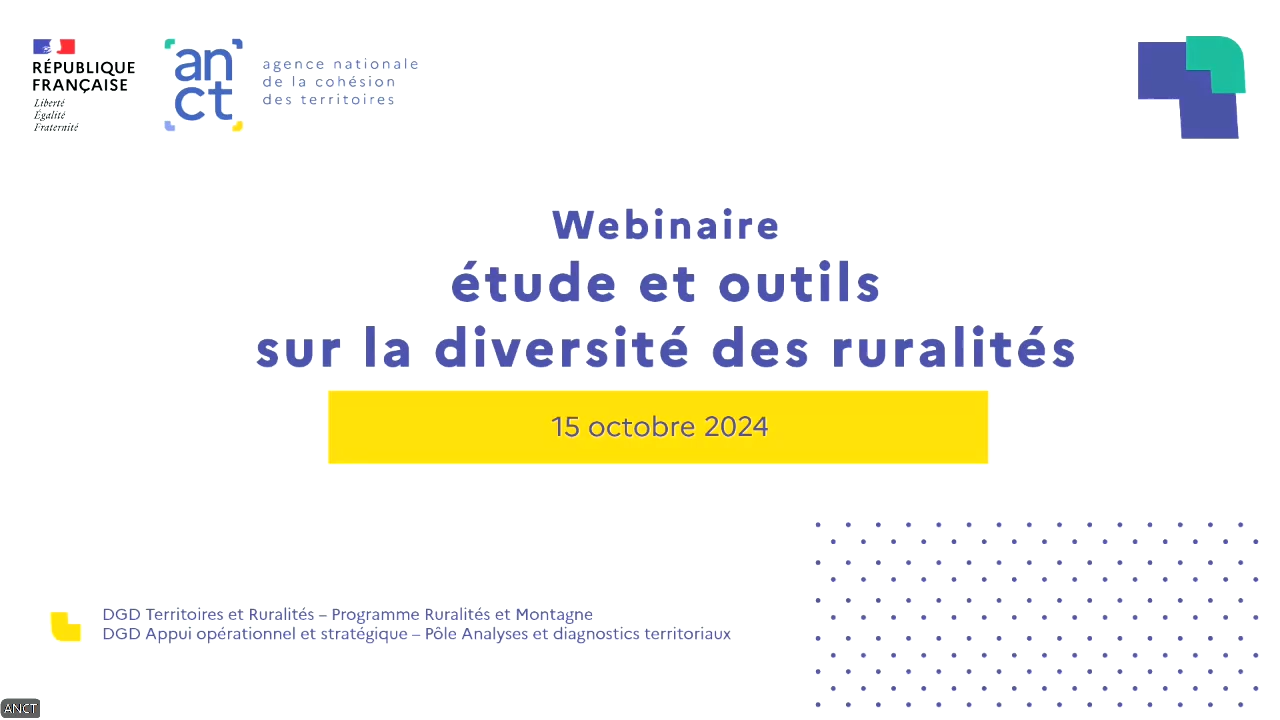 RÉPUBLIQUE
FRANÇAISE
Liberté
Égalité
Fraternité
an
ct
agence nationale
de la cohésion
des territoires
Webinaire
étude et outils
sur la diversité des ruralités
15 octobre 2024
DGD Territoires et Ruralités – Programme Ruralités et Montagne
DGD Appui opérationnel et stratégique – Pôle Analyses et diagnostics territoriaux
ANCT